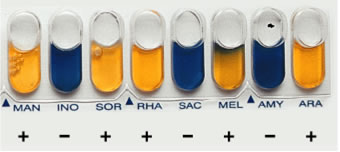 MAN INO SOR RHA SAC MEL AMY ARA
+ − + + − + − +